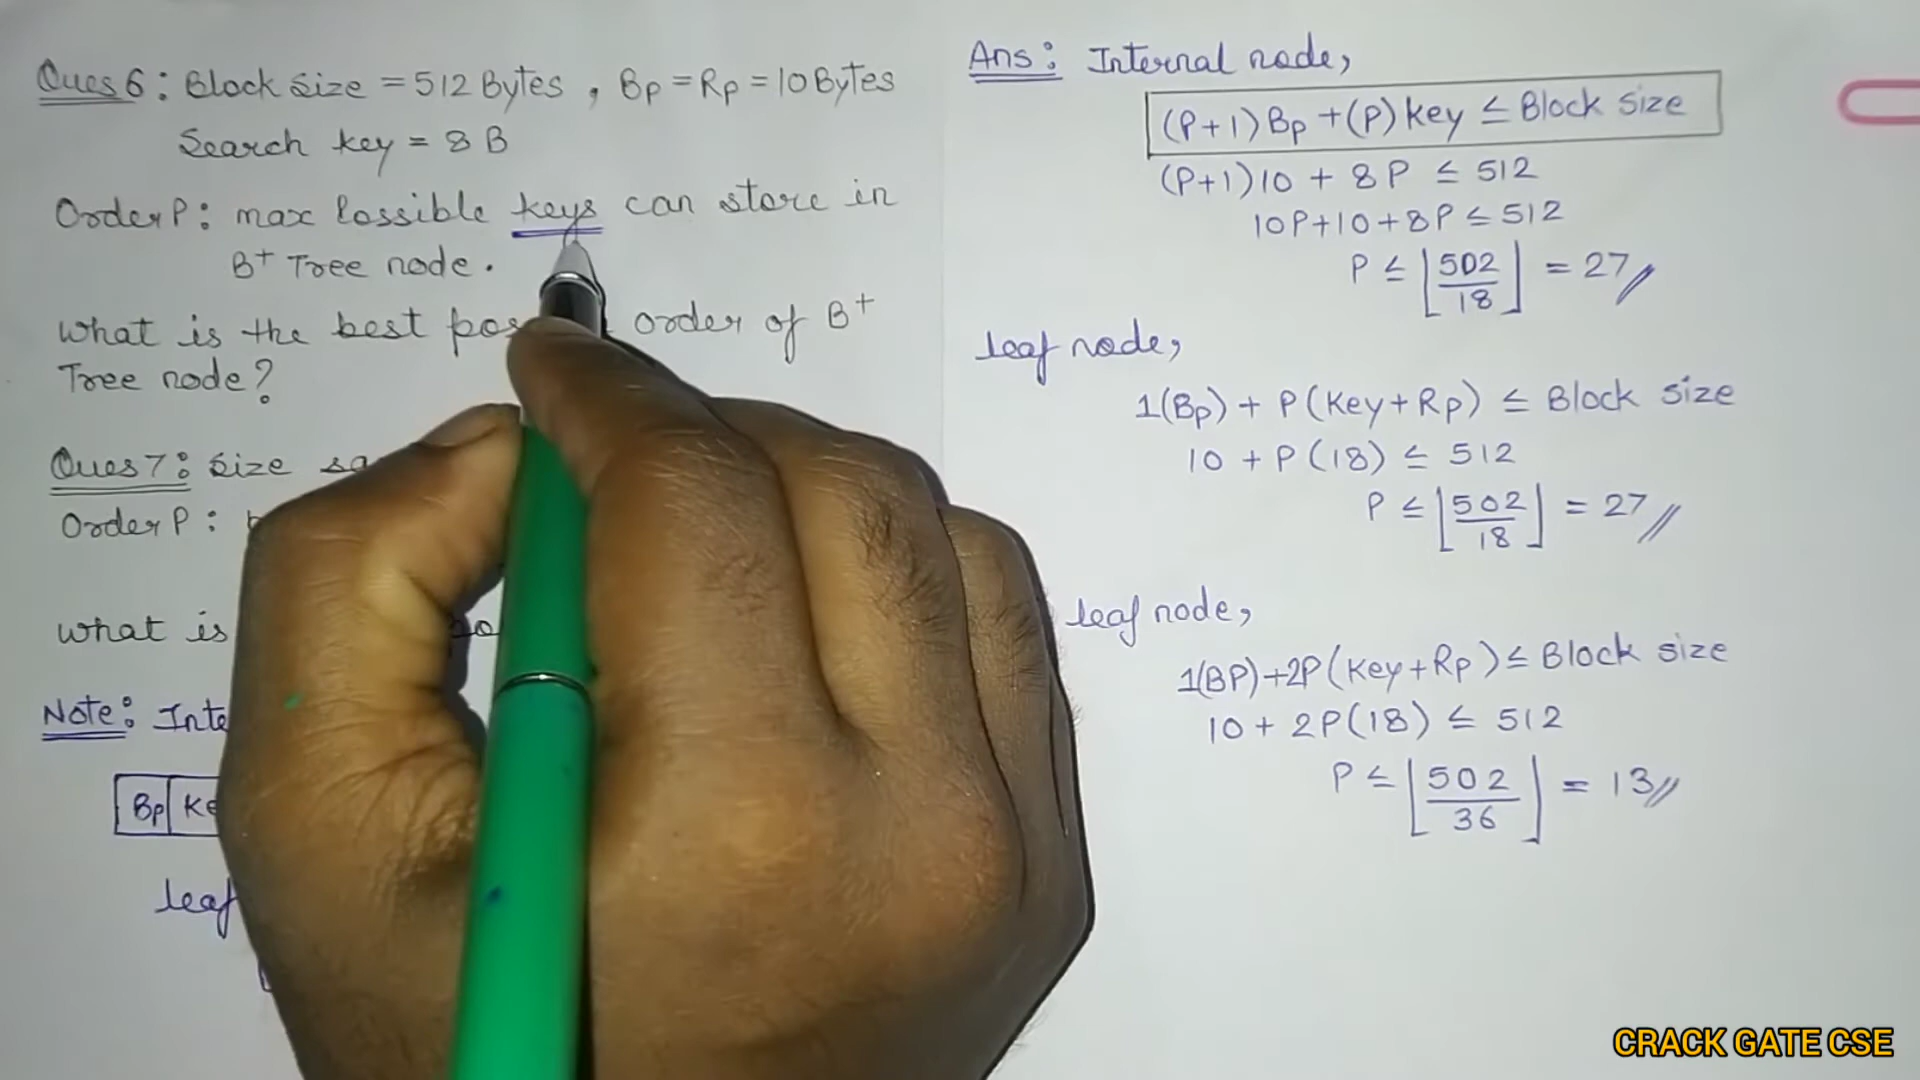 Ques 6 : Block Size = 512 Bytes , Bp = Rp = 10 Bytes
Search key = 8 B
Order P : max Possible keys can store in
B+ Tree node .
What is the best order of B+
Tree node ?
Ques 7 : Size
Order P :
what is
Note :
Bp
leaf
Ans : Internal node ,
(P+1) Bp + (P) key ≤ Block size
(P+1) 10 + 8 P ≤ 512
10P + 10 + 8P ≤ 512
P ≤ ⌊502/18⌋ = 27 //
leaf node ,
1(Bp) + P (Key + Rp) ≤ Block size
10 + P (18) ≤ 512
P ≤ ⌊502/18⌋ = 27 //
leaf node ,
1(BP) + 2P (Key + Rp) ≤ Block size
10 + 2P (18) ≤ 512
P ≤ ⌊502/36⌋ = 13 //
CRACK GATE CSE